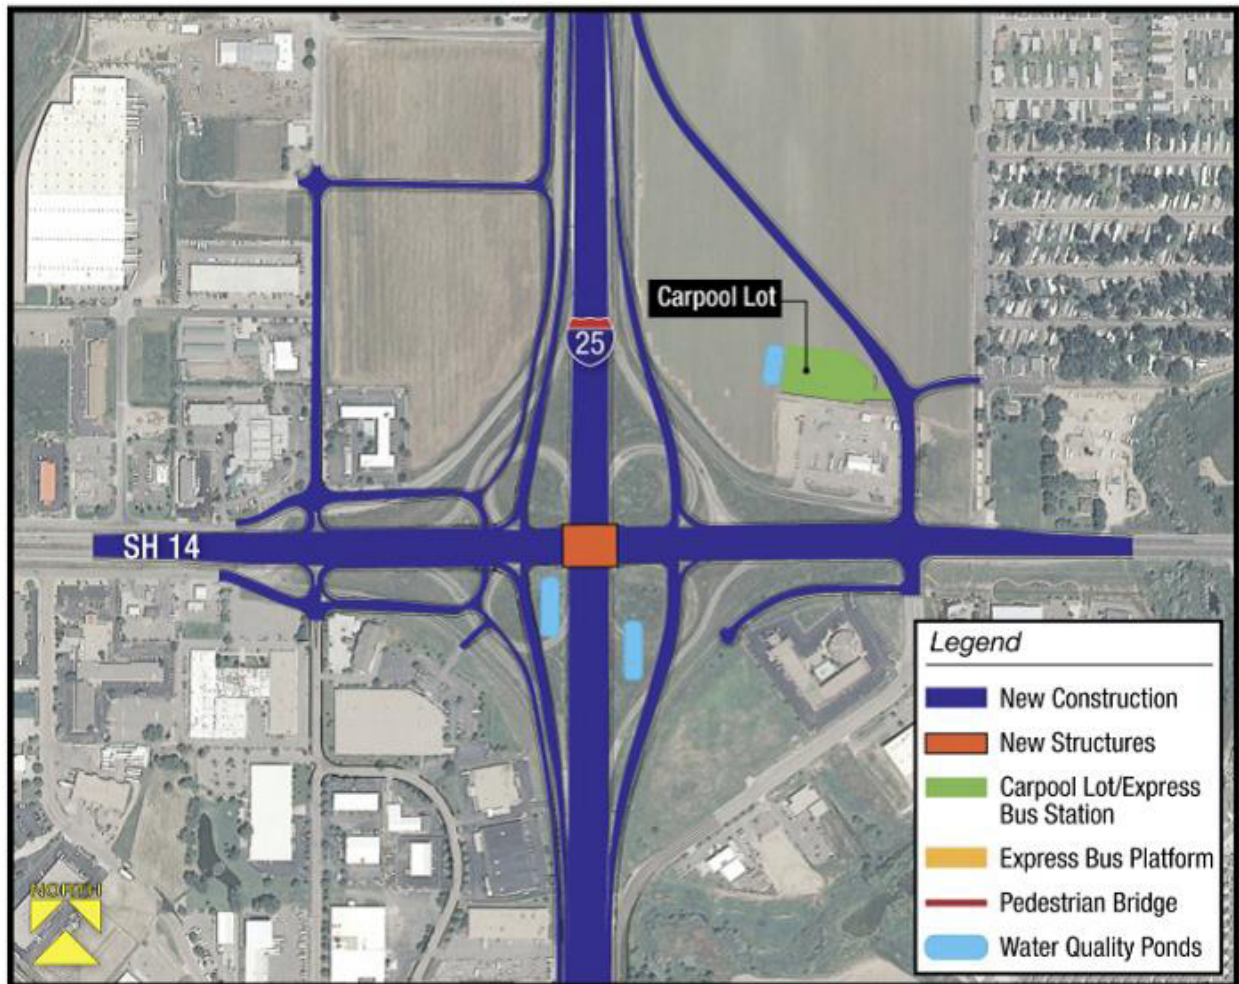 Carpool Lot
25
SH 14
NORTH
Legend
New Construction
New Structures
Carpool Lot/Express
Bus Station
Express Bus Platform
Pedestrian Bridge
Water Quality Ponds